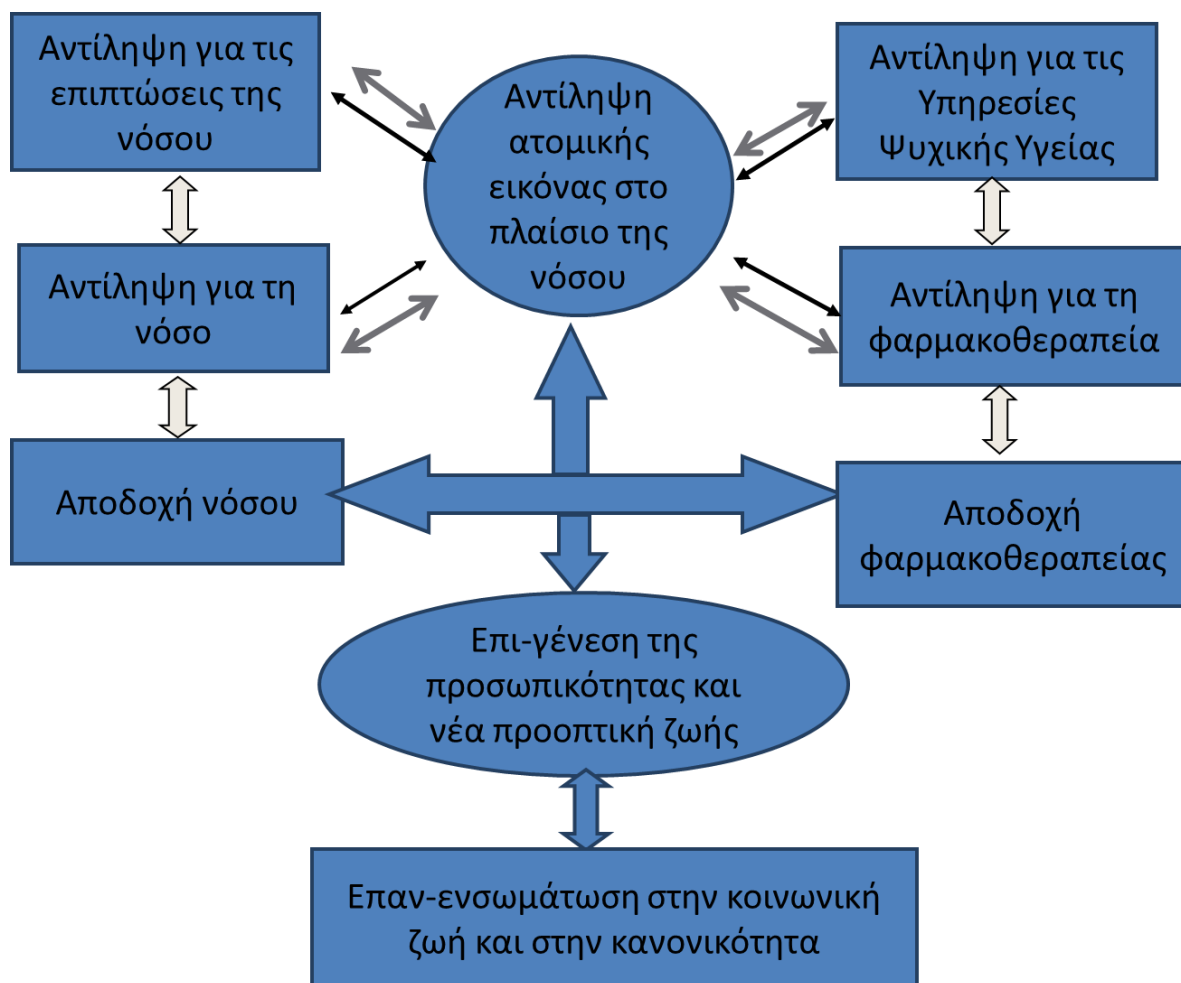 Αντίληψη για τις
επιπτώσεις της
νόσου
Αντίληψη
ατομικής
εικόνας στο
πλαίσιο της
νόσου
Αντίληψη για τις
Υπηρεσίες
Ψυχικής Υγείας
Αντίληψη για τη
νόσο
Αντίληψη για τη
φαρμακοθεραπεία
Αποδοχή νόσου
Αποδοχή
φαρμακοθεραπείας
Επι-γένεση της
προσωπικότητας και
νέα προοπτική ζωής
Επαν-ενσωμάτωση στην κοινωνική
ζωή και στην κανονικότητα